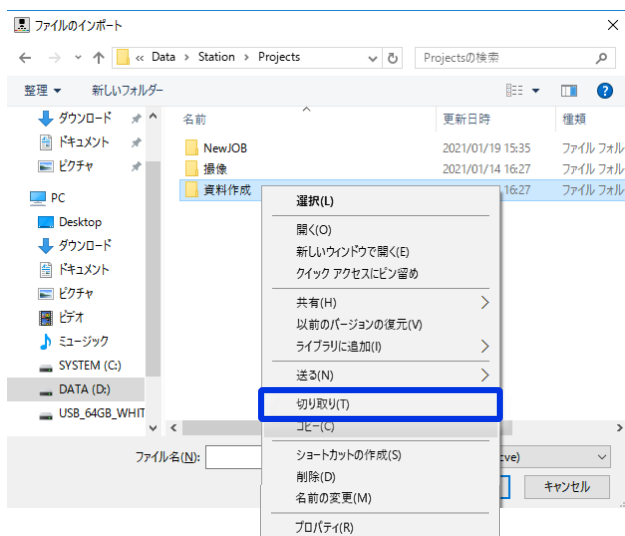 ファイルのインポート
« Data › Station › Projects
Projectsの検索
整理
新しいフォルダー
ダウンロード
ドキュメント
ピクチャ
PC
Desktop
ダウンロード
ドキュメント
ピクチャ
ビデオ
ミュージック
SYSTEM (C:)
DATA (D:)
USB_64GB_WHIT
名前
更新日時
種類
NewJOB
2021/01/19 15:35
ファイル フォル
撮像
2021/01/14 16:27
ファイル フォル
資料作成
16:27
ファイル フォル
選択(L)
開く(O)
新しいウィンドウで開く(E)
クイック アクセスにピン留め
共有(H)
以前のバージョンの復元(V)
ライブラリに追加(I)
送る(N)
切り取り(T)
コピー(C)
ショートカットの作成(S)
削除(D)
名前の変更(M)
プロパティ(R)
ファイル名(N):
cve)
キャンセル